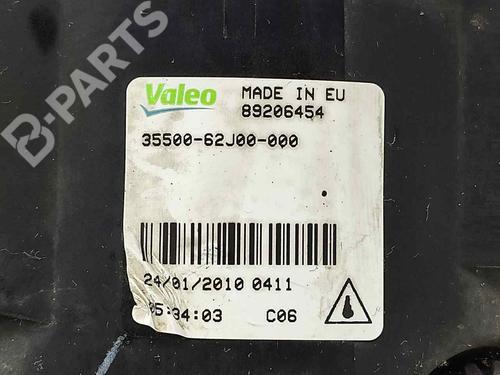 B-PARTS
Valeo
MADE IN EU
89206454
35500-62J00-000
24/01/2010 0411
05:34:03 C06